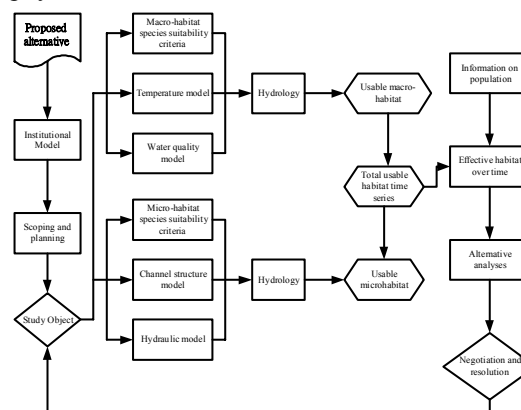 Proposed
alternative
Institutional
Model
Scoping and
planning
Study Object
Macro-habitat
species suitability
criteria
Temperature model
Water quality
model
Micro-habitat
species suitability
criteria
Channel structure
model
Hydraulic model
Hydrology
Hydrology
Usable macro-
habitat
Total usable
habitat time
series
Usable
microhabitat
Information on
population
Effective habitat
over time
Alternative
analyses
Negotiation and
resolution